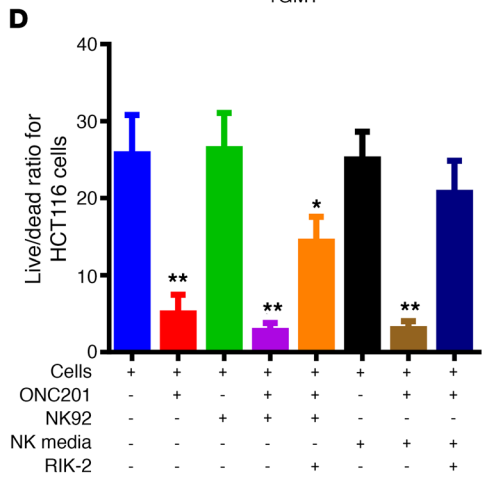 D
40
30
20
10
0
Live/dead ratio for
HCT116 cells
**
**
*
**
Cells + + + + + + + +
ONC201 - + - + + - + +
NK92 - - + + + - - -
NK media - - - - - + + +
RIK-2 - - - - + - - +